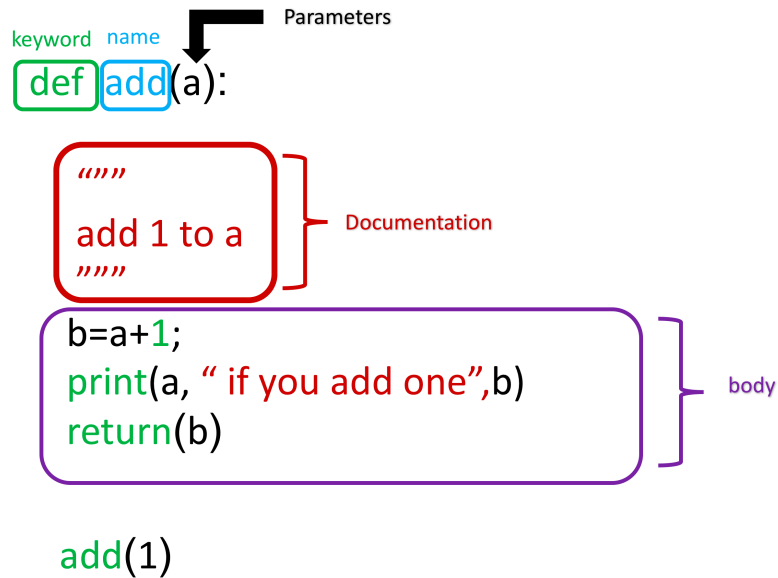 Parameters
keyword name
def add(a):
“””
add 1 to a
”””
Documentation
b=a+1;
print(a, “ if you add one”,b)
return(b)
body
add(1)